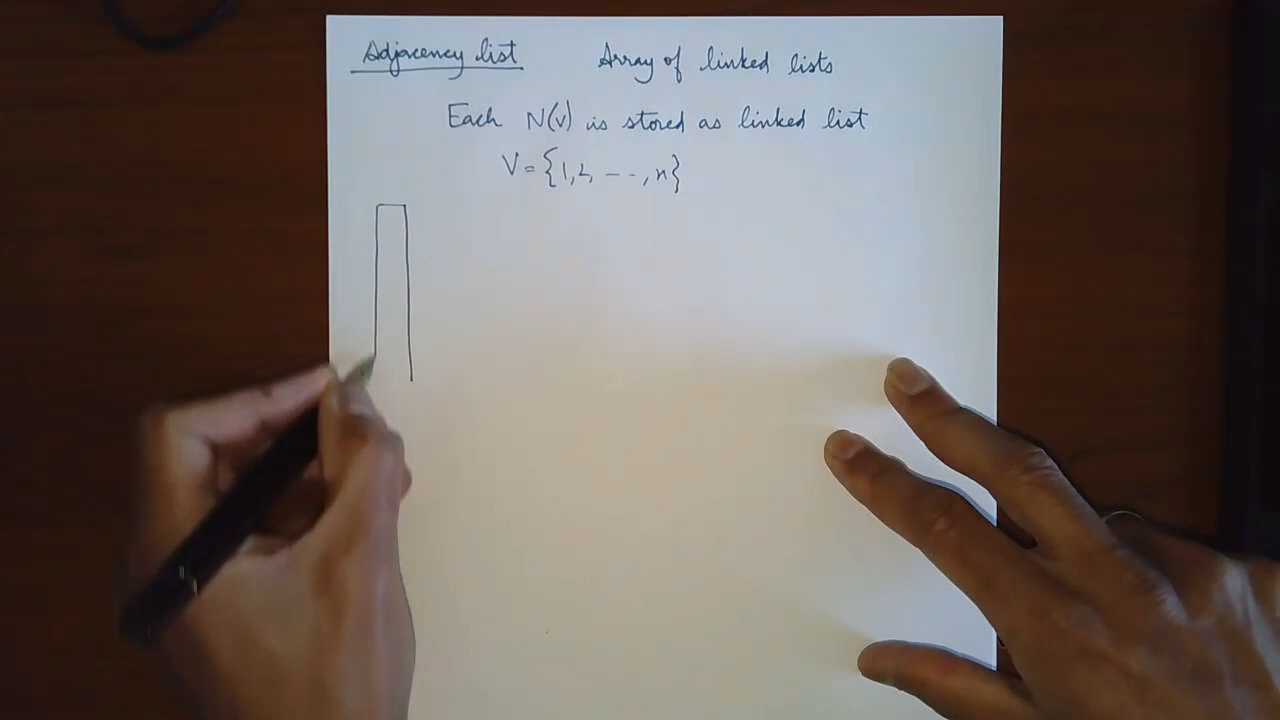 Adjacency list Array of linked lists
Each N(v) is stored as linked list
V = {1, 2, -- -, n}